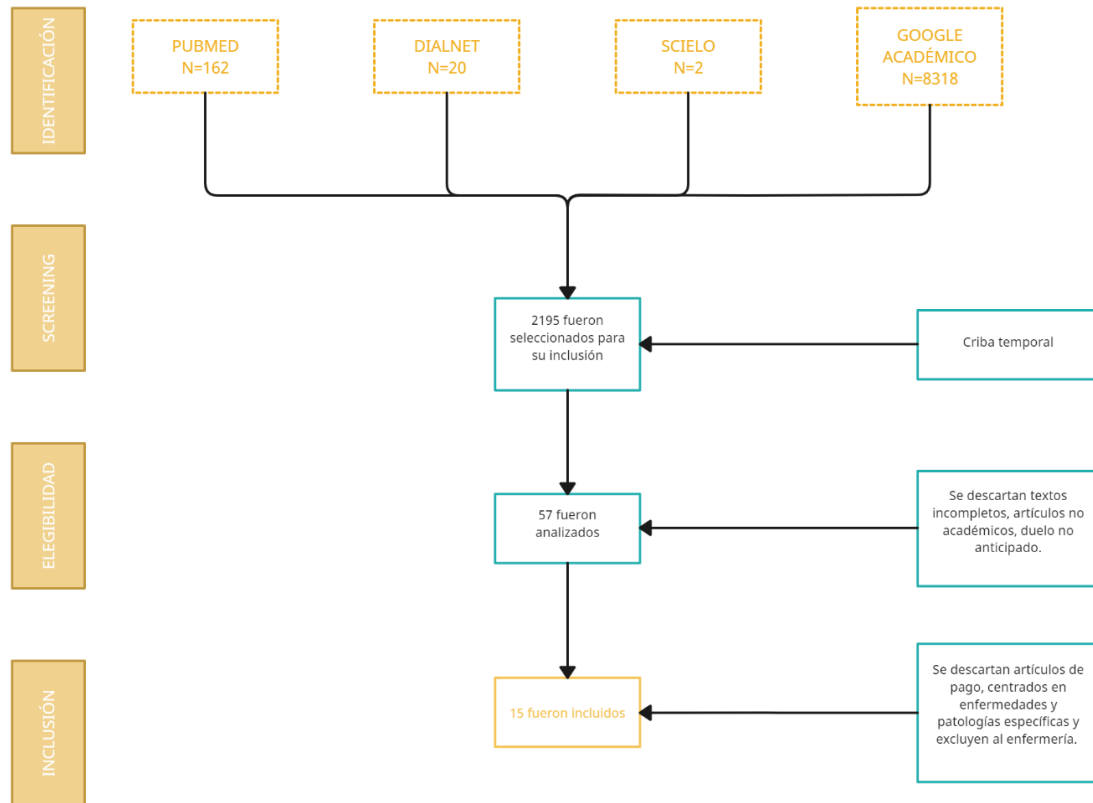 IDENTIFICACIÓN
PUBMED
N=162
DIALNET
N=20
SCIELO
N=2
GOOGLE
ACADÉMICO
N=8318
SCREENING
2195 fueron
seleccionados para
su inclusión
Criba temporal
ELEGIBILIDAD
57 fueron
analizados
Se descartan textos
incompletos, artículos no
académicos, duelo no
anticipado.
INCLUSIÓN
15 fueron incluidos
Se descartan artículos de
pago, centrados en
enfermedades y
patologías específicas y
excluyen al enfermería.